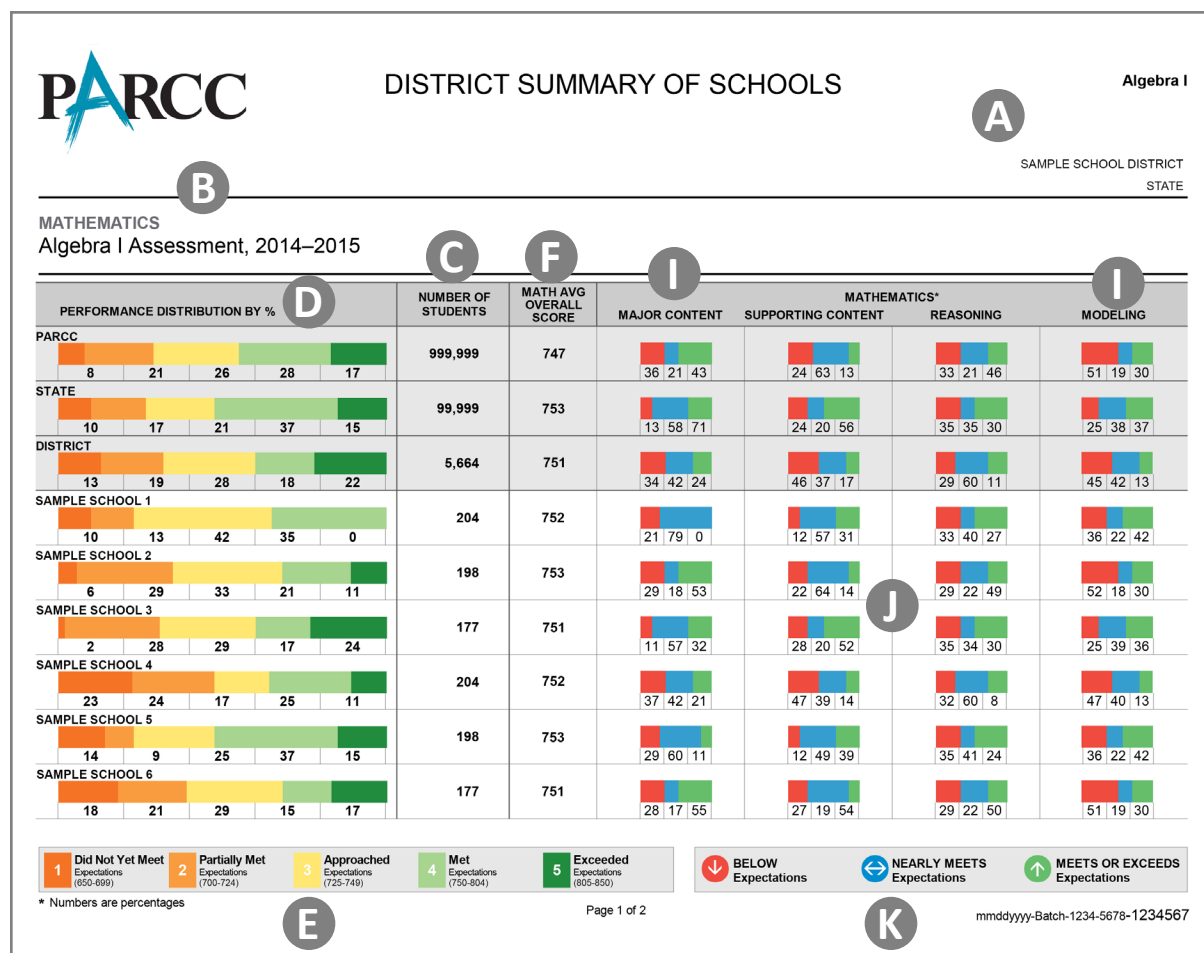 PARCC
DISTRICT SUMMARY OF SCHOOLS
Algebra I
A
SAMPLE SCHOOL DISTRICT
B
STATE
MATHEMATICS
Algebra I Assessment, 2014–2015
C F I I
D
PERFORMANCE DISTRIBUTION BY %
NUMBER OF
STUDENTS
MATH AVG
OVERALL
SCORE
MATHEMATICS*
MAJOR CONTENT SUPPORTING CONTENT REASONING MODELING
PARCC
999,999 747
8 21 26 28 17 36 21 43 24 63 13 33 21 46 51 19 30
STATE
99,999 753
10 17 21 37 15 13 58 71 24 20 56 35 35 30 25 38 37
DISTRICT
5,664 751
13 19 28 18 22 34 42 24 46 37 17 29 60 11 45 42 13
SAMPLE SCHOOL 1
204 752
10 13 42 35 0 21 79 0 12 57 31 33 40 27 36 22 42
SAMPLE SCHOOL 2
198 753
6 29 33 21 11 29 18 53 22 64 14 29 22 49 52 18 30
SAMPLE SCHOOL 3
J
177 751
2 28 29 17 24 11 57 32 28 20 52 35 34 30 25 39 36
SAMPLE SCHOOL 4
204 752
23 24 17 25 11 37 42 21 47 39 14 32 60 8 47 40 13
SAMPLE SCHOOL 5
198 753
14 9 25 37 15 29 60 11 12 49 39 35 41 24 36 22 42
SAMPLE SCHOOL 6
177 751
18 21 29 15 17 28 17 55 27 19 54 29 22 50 51 19 30
1 Did Not Yet Meet
Expectations
(650-699)
2 Partially Met
Expectations
(700-724)
3 Approached
Expectations
(725-749)
4 Met
Expectations
(750-804)
5 Exceeded
Expectations
(805-850)
BELOW
Expectations
NEARLY MEETS
Expectations
MEETS OR EXCEEDS
Expectations
* Numbers are percentages
E
Page 1 of 2
K
mmddyyyy-Batch-1234-5678-1234567